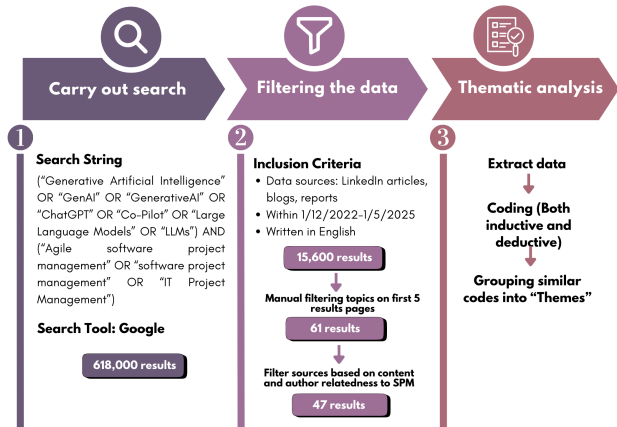 Carry out search
Filtering the data
Thematic analysis
1
Search String
(“Generative Artificial Intelligence”
OR “GenAI” OR “GenerativeAI” OR
“ChatGPT” OR “Co-Pilot” OR “Large
Language Models” OR “LLMs”) AND
(“Agile software project
management” OR “software project
management” OR “IT Project
Management”)
Search Tool: Google
618,000 results
2
Inclusion Criteria
• Data sources: LinkedIn articles,
blogs, reports
• Within 1/12/2022-1/5/2025
• Written in English
15,600 results
Manual filtering topics on first 5
results pages
61 results
Filter sources based on content
and author relatedness to SPM
47 results
3
Extract data
Coding (Both
inductive and
deductive)
Grouping similar
codes into “Themes”